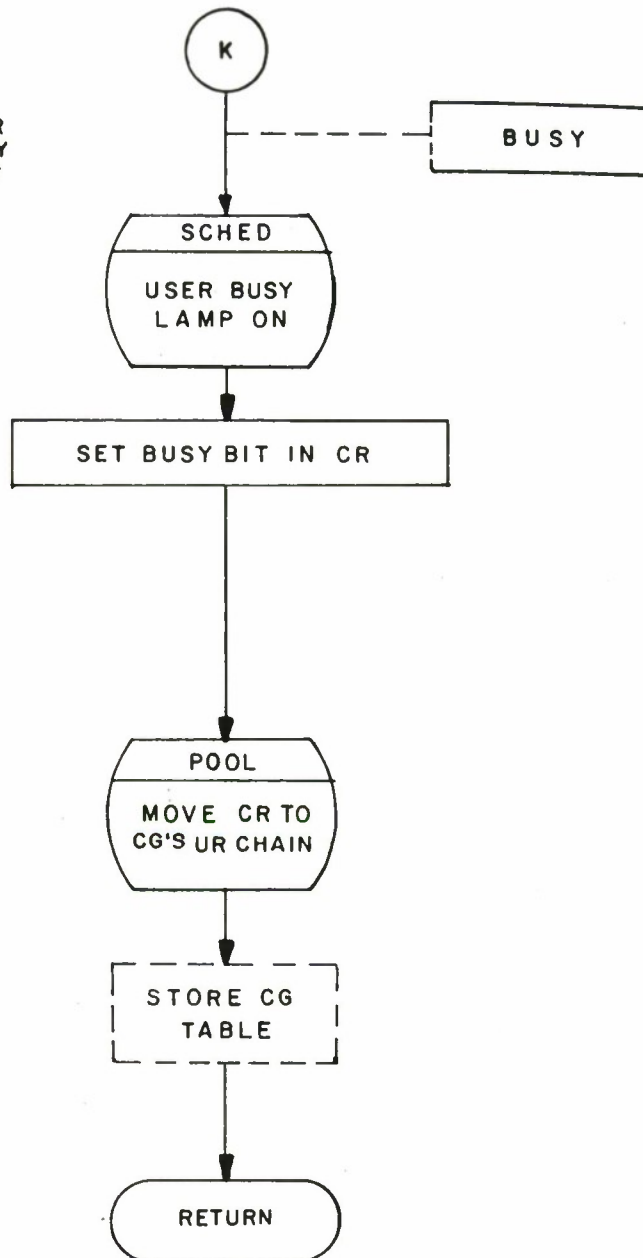 K
BUSY
SCHED
USER BUSY
LAMP ON
SET BUSY BIT IN CR
POOL
MOVE CR TO
CG'S UR CHAIN
STORE CG
TABLE
RETURN